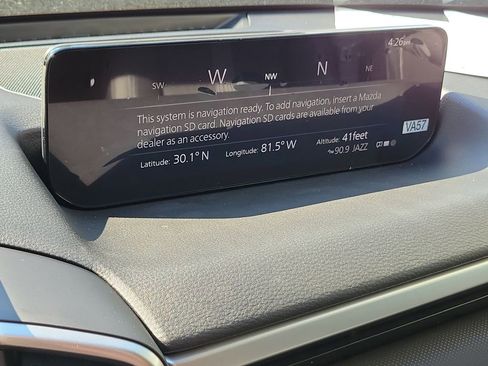 4:26pm
SW W NW N NE
This system is navigation ready. To add navigation, insert a Mazda
navigation SD card. Navigation SD cards are available from your
dealer as an accessory.
Latitude: 30.1° N Longitude: 81.5° W Altitude: 41feet
90.9 JAZZ
VA57